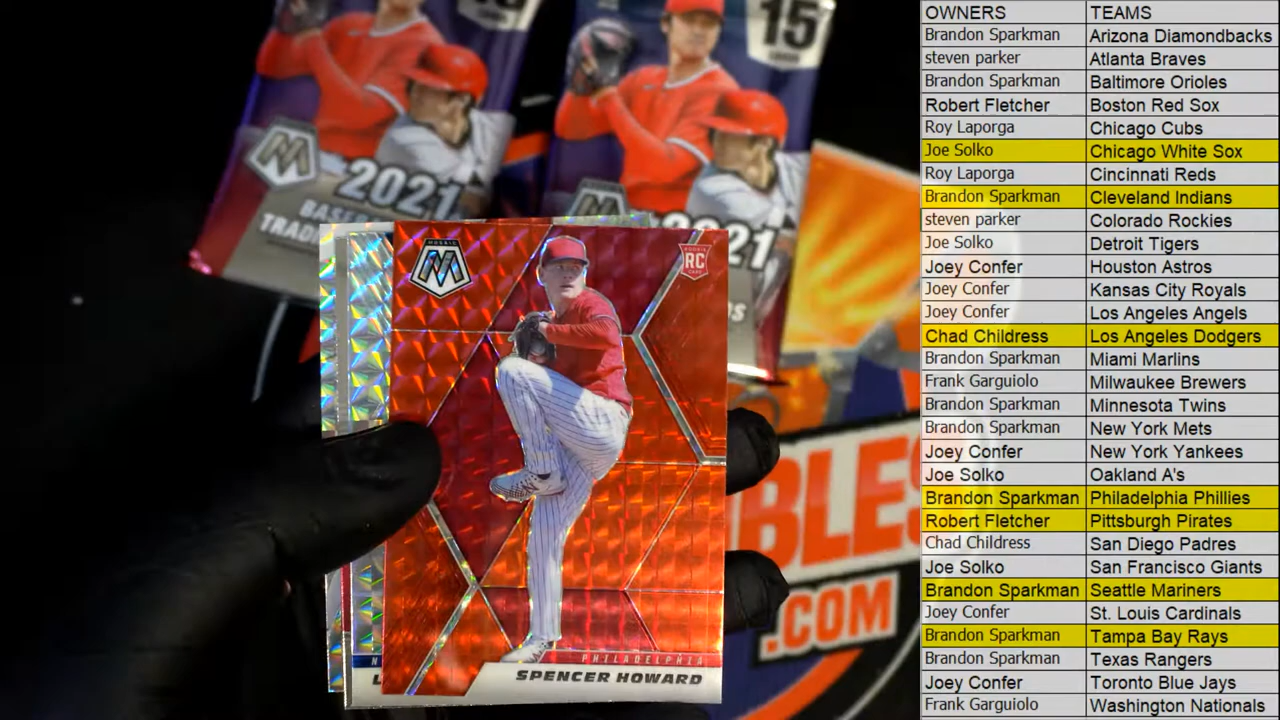 15
15
M
2021
2021
BASE
TRAD
MOSAIC
M
ROOKIE
RC
CARD
IBLES
.COM
N
L
PHILADELPHIA
SPENCER HOWARD
OWNERS TEAMS
Brandon Sparkman Arizona Diamondbacks
steven parker Atlanta Braves
Brandon Sparkman Baltimore Orioles
Robert Fletcher Boston Red Sox
Roy Laporga Chicago Cubs
Joe Solko Chicago White Sox
Roy Laporga Cincinnati Reds
Brandon Sparkman Cleveland Indians
steven parker Colorado Rockies
Joe Solko Detroit Tigers
Joey Confer Houston Astros
Joey Confer Kansas City Royals
Joey Confer Los Angeles Angels
Chad Childress Los Angeles Dodgers
Brandon Sparkman Miami Marlins
Frank Garguiolo Milwaukee Brewers
Brandon Sparkman Minnesota Twins
Brandon Sparkman New York Mets
Joey Confer New York Yankees
Joe Solko Oakland A's
Brandon Sparkman Philadelphia Phillies
Robert Fletcher Pittsburgh Pirates
Chad Childress San Diego Padres
Joe Solko San Francisco Giants
Brandon Sparkman Seattle Mariners
Joey Confer St. Louis Cardinals
Brandon Sparkman Tampa Bay Rays
Brandon Sparkman Texas Rangers
Joey Confer Toronto Blue Jays
Frank Garguiolo Washington Nationals